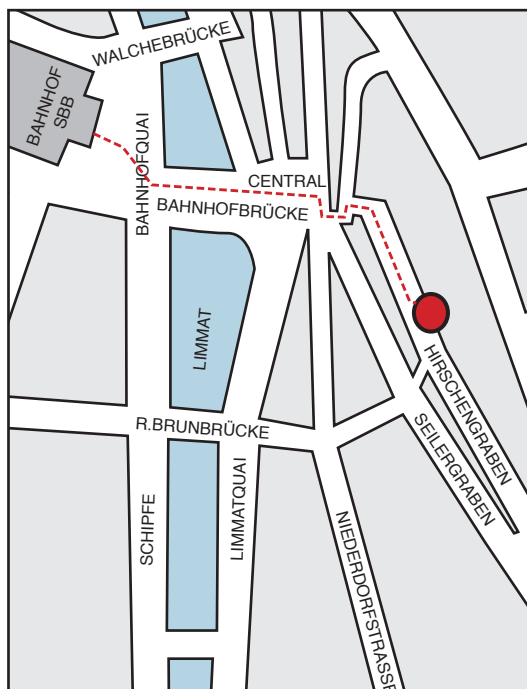 WALCHEBRÜCKE
BAHNHOF
SBB
BAHNHOFQUAI
CENTRAL
BAHNHOFBRÜCKE
LIMMAT
HIRSCHENGRABEN
R.BRUNBRÜCKE
SEILERGRABEN
SCHIPFE
LIMMATQUAI
NIEDERDORFSTRASSE